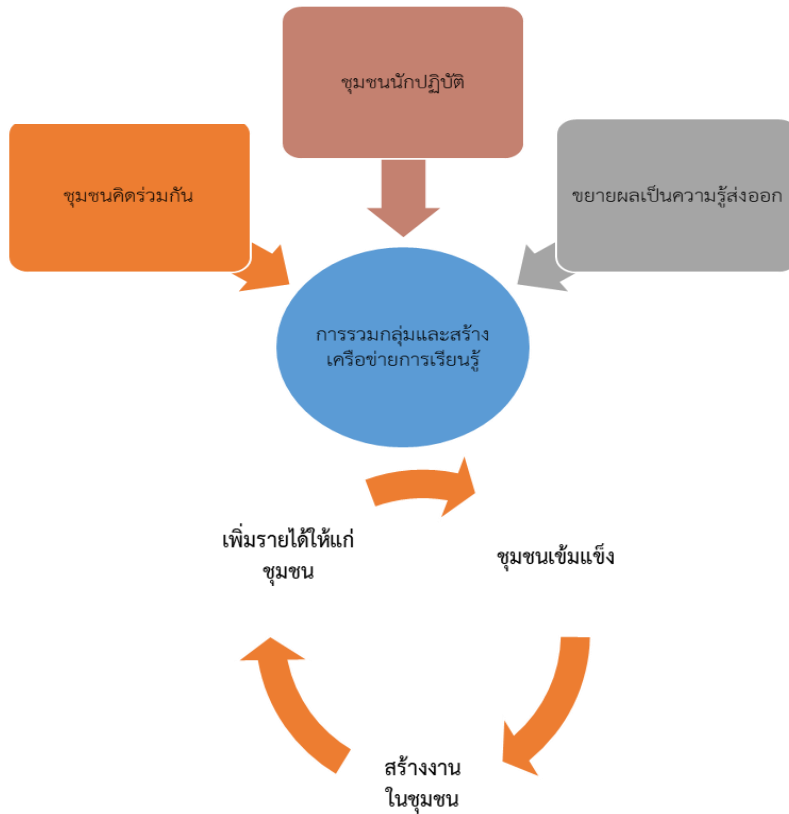 ชุมชนนักปฏิบัติ
ชุมชนคิดร่วมกัน
ขยายผลเป็นความรู้ส่งออก
การรวมกลุ่มและสร้าง
เครือข่ายการเรียนรู้
เพิ่มรายได้ให้แก่
ชุมชน
ชุมชนเข้มแข็ง
สร้างงาน
ในชุมชน